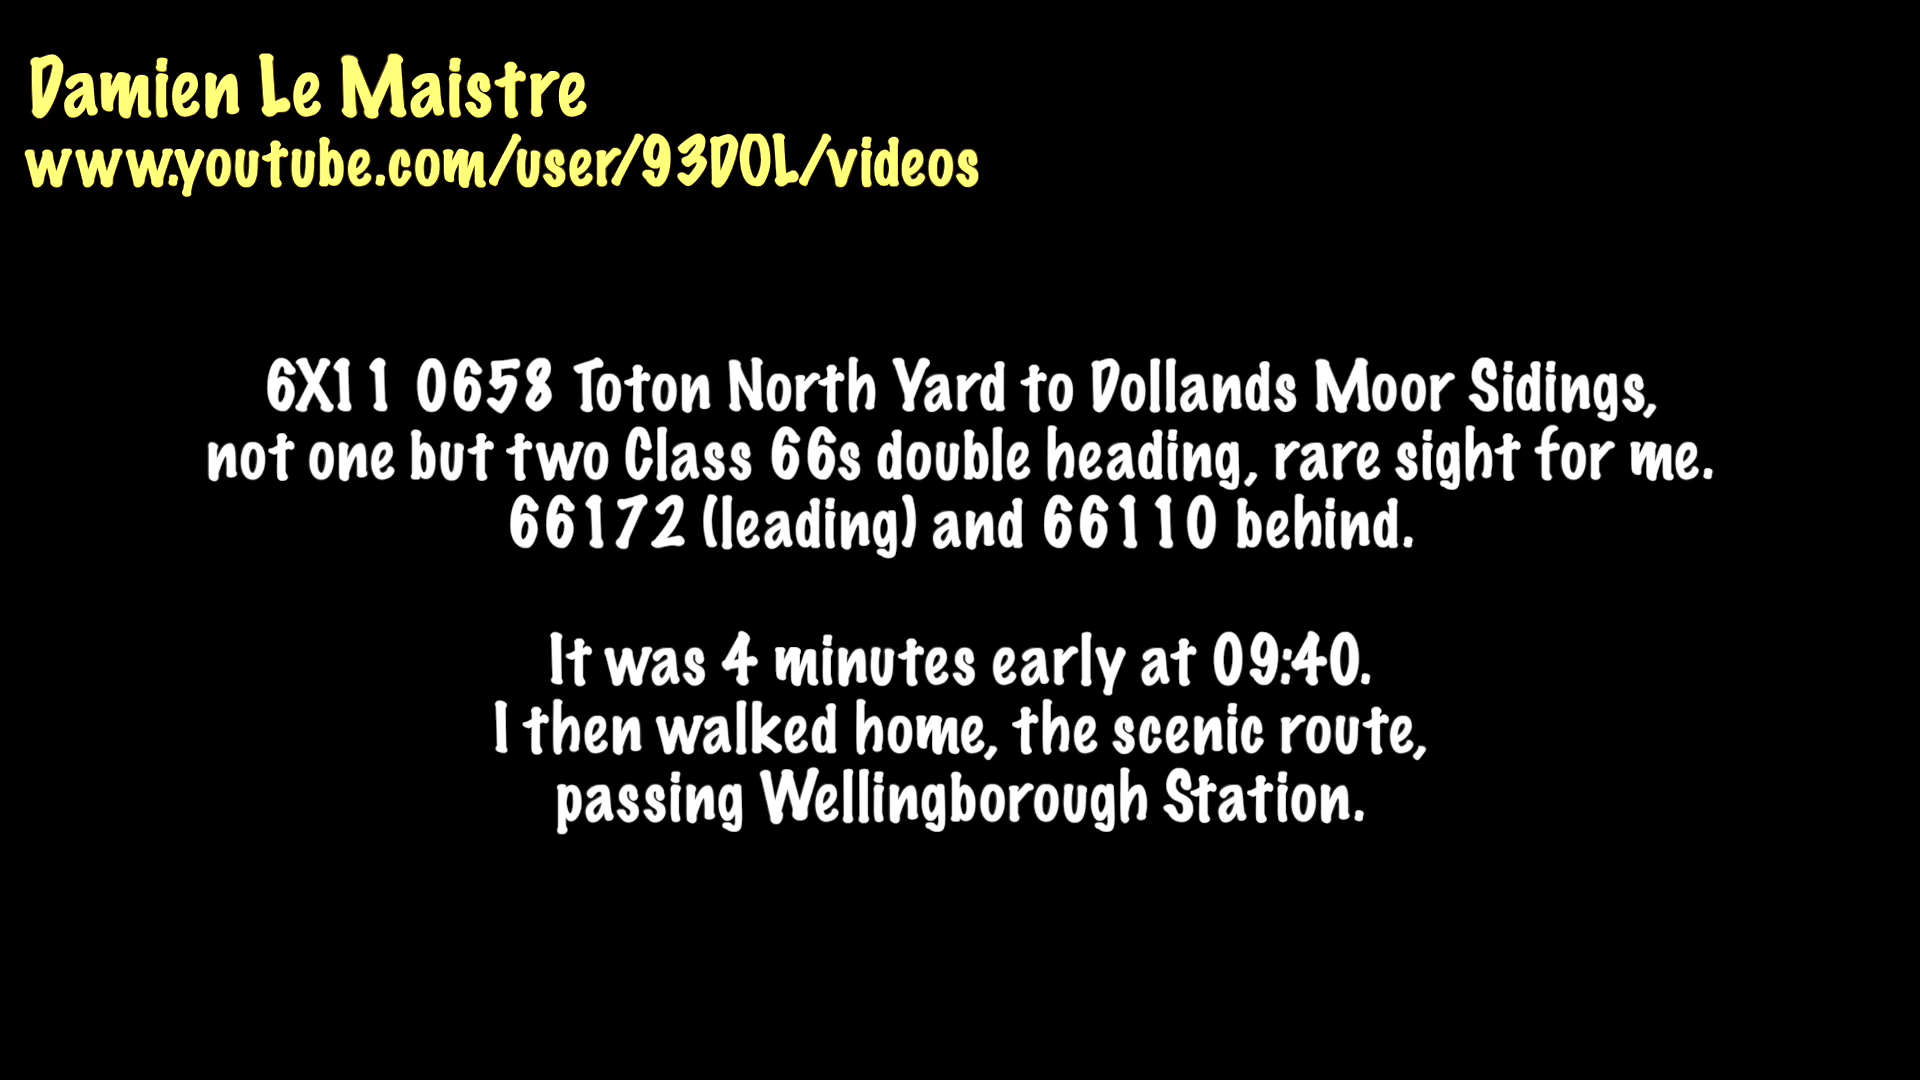 Damien Le Maistre
www.youtube.com/user/93DOL/videos
6X11 0658 Toton North Yard to Dollands Moor Sidings,
not one but two Class 66s double heading, rare sight for me.
66172 (leading) and 66110 behind.
It was 4 minutes early at 09:40.
I then walked home, the scenic route,
passing Wellingborough Station.